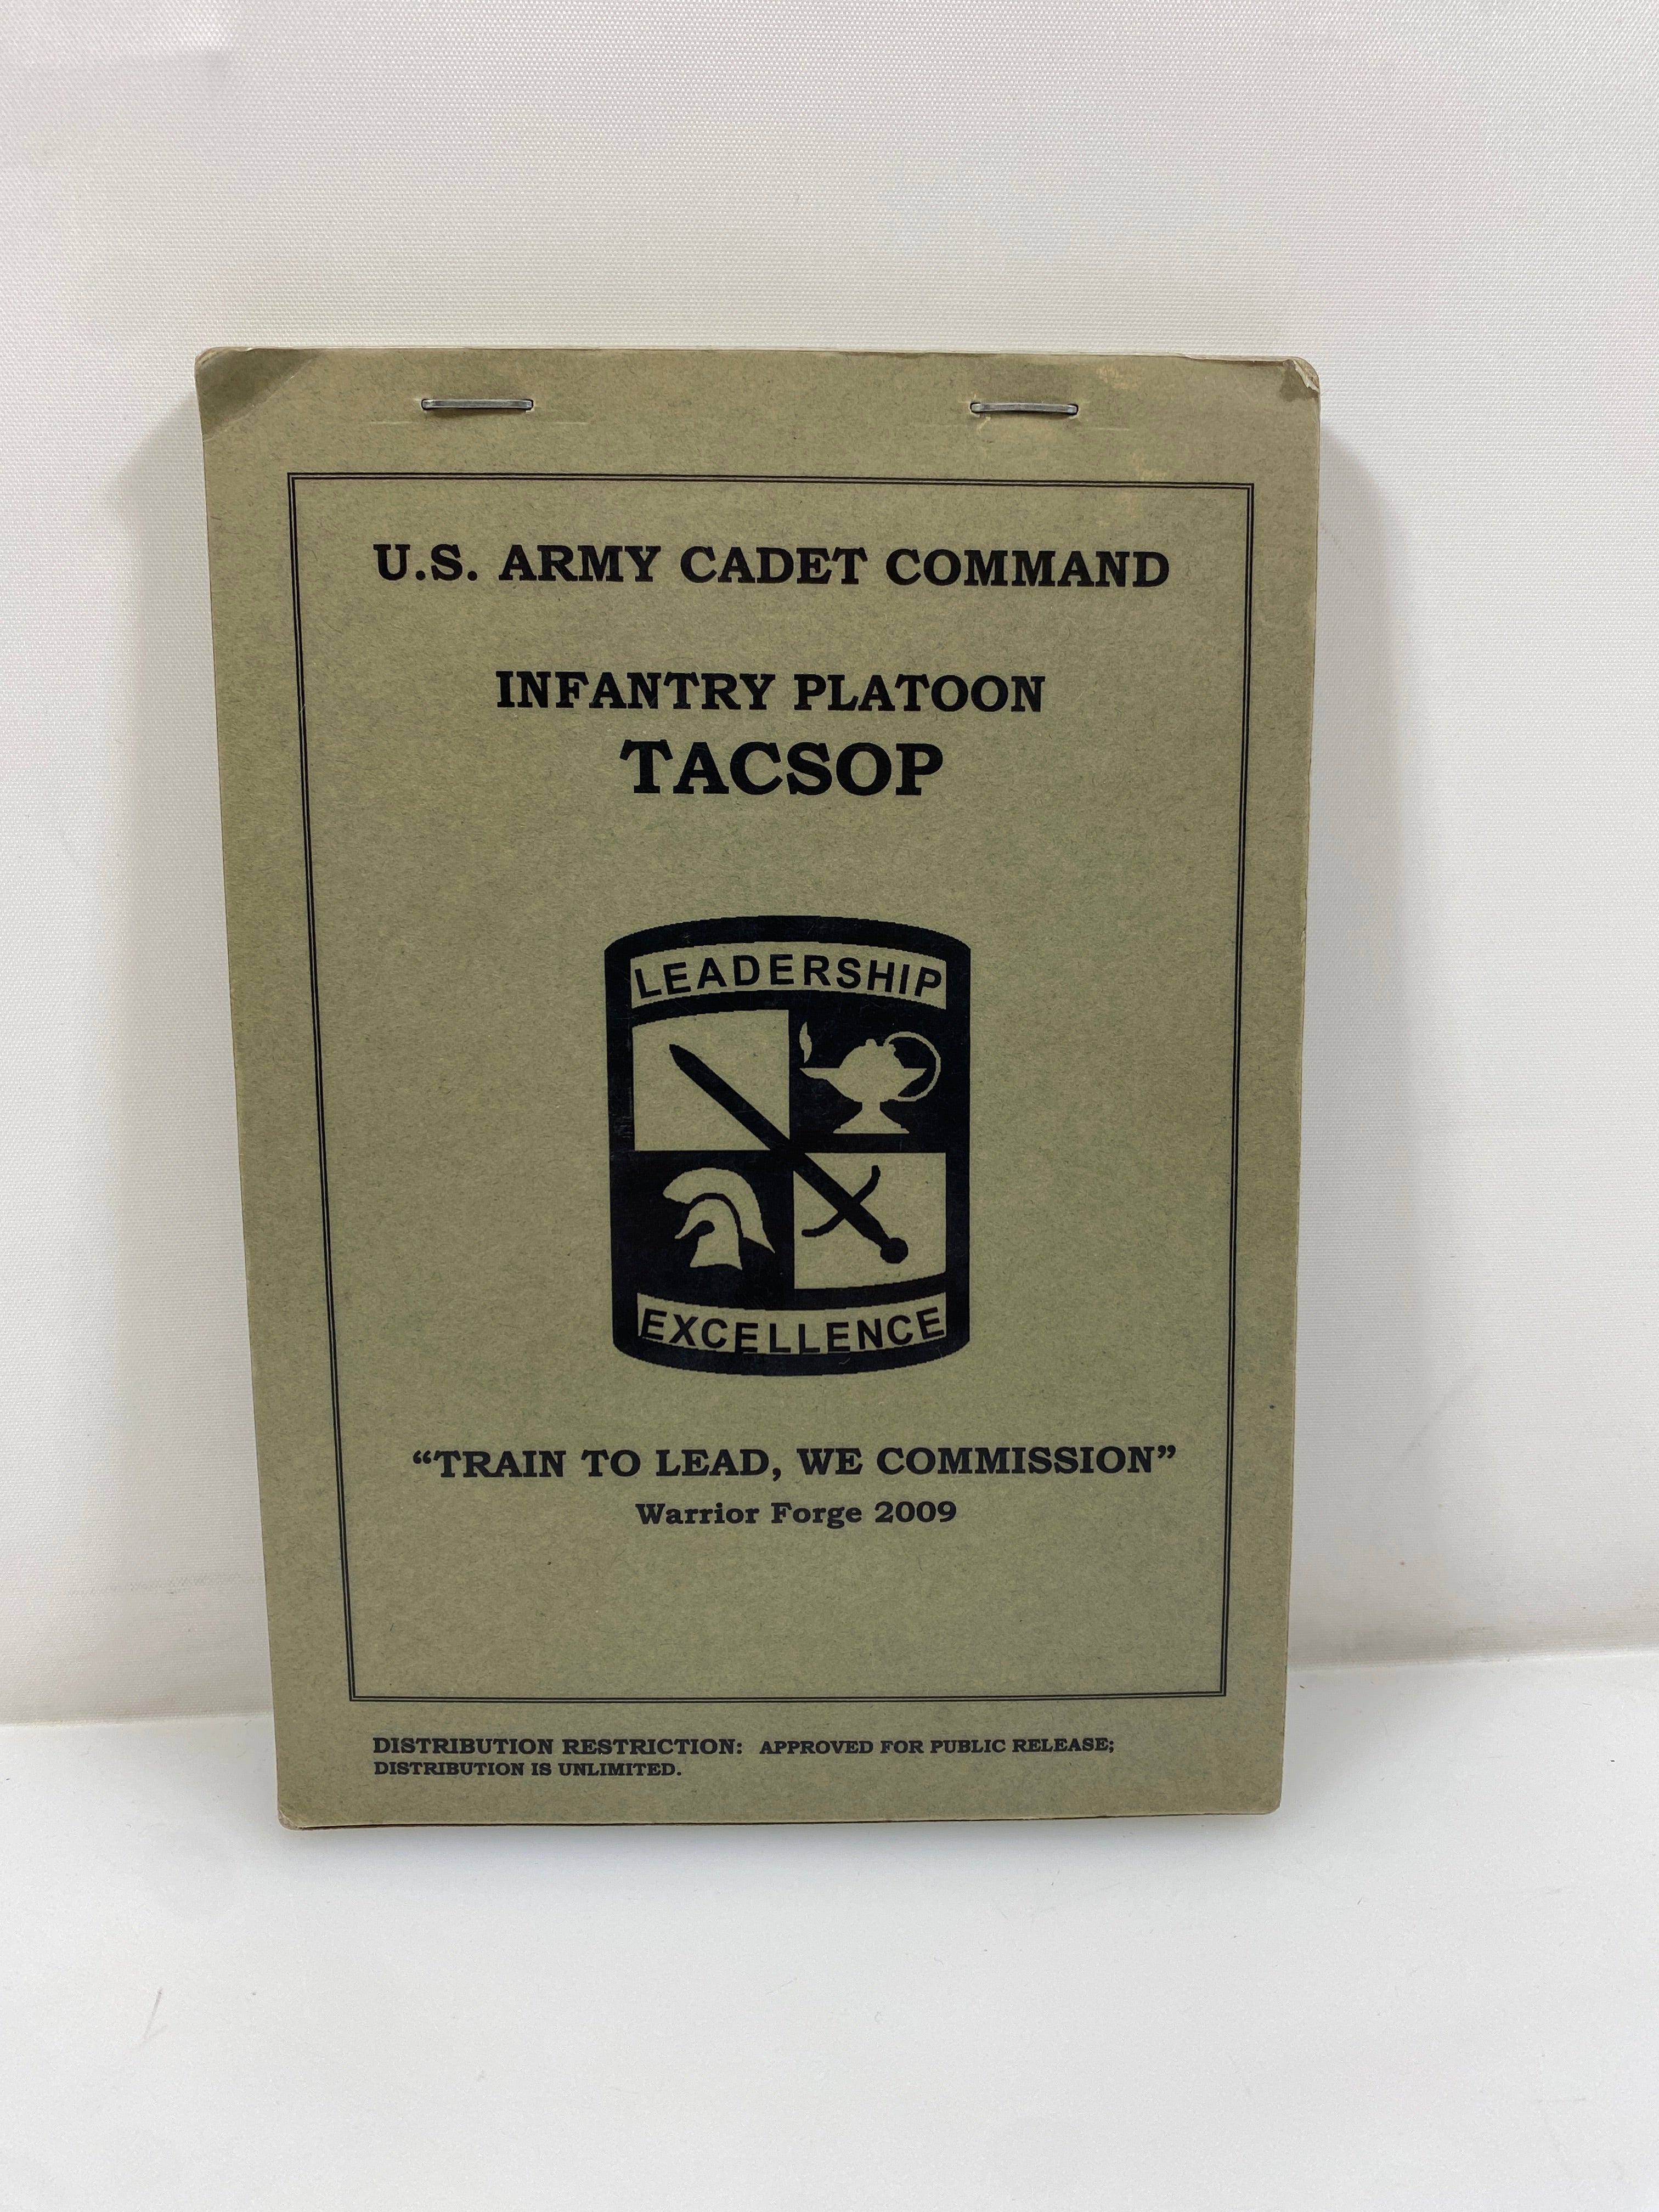 U.S. ARMY CADET COMMAND
INFANTRY PLATOON
TACSOP
LEADERSHIP
EXCELLENCE
“TRAIN TO LEAD, WE COMMISSION”
Warrior Forge 2009
DISTRIBUTION RESTRICTION: APPROVED FOR PUBLIC RELEASE;
DISTRIBUTION IS UNLIMITED.